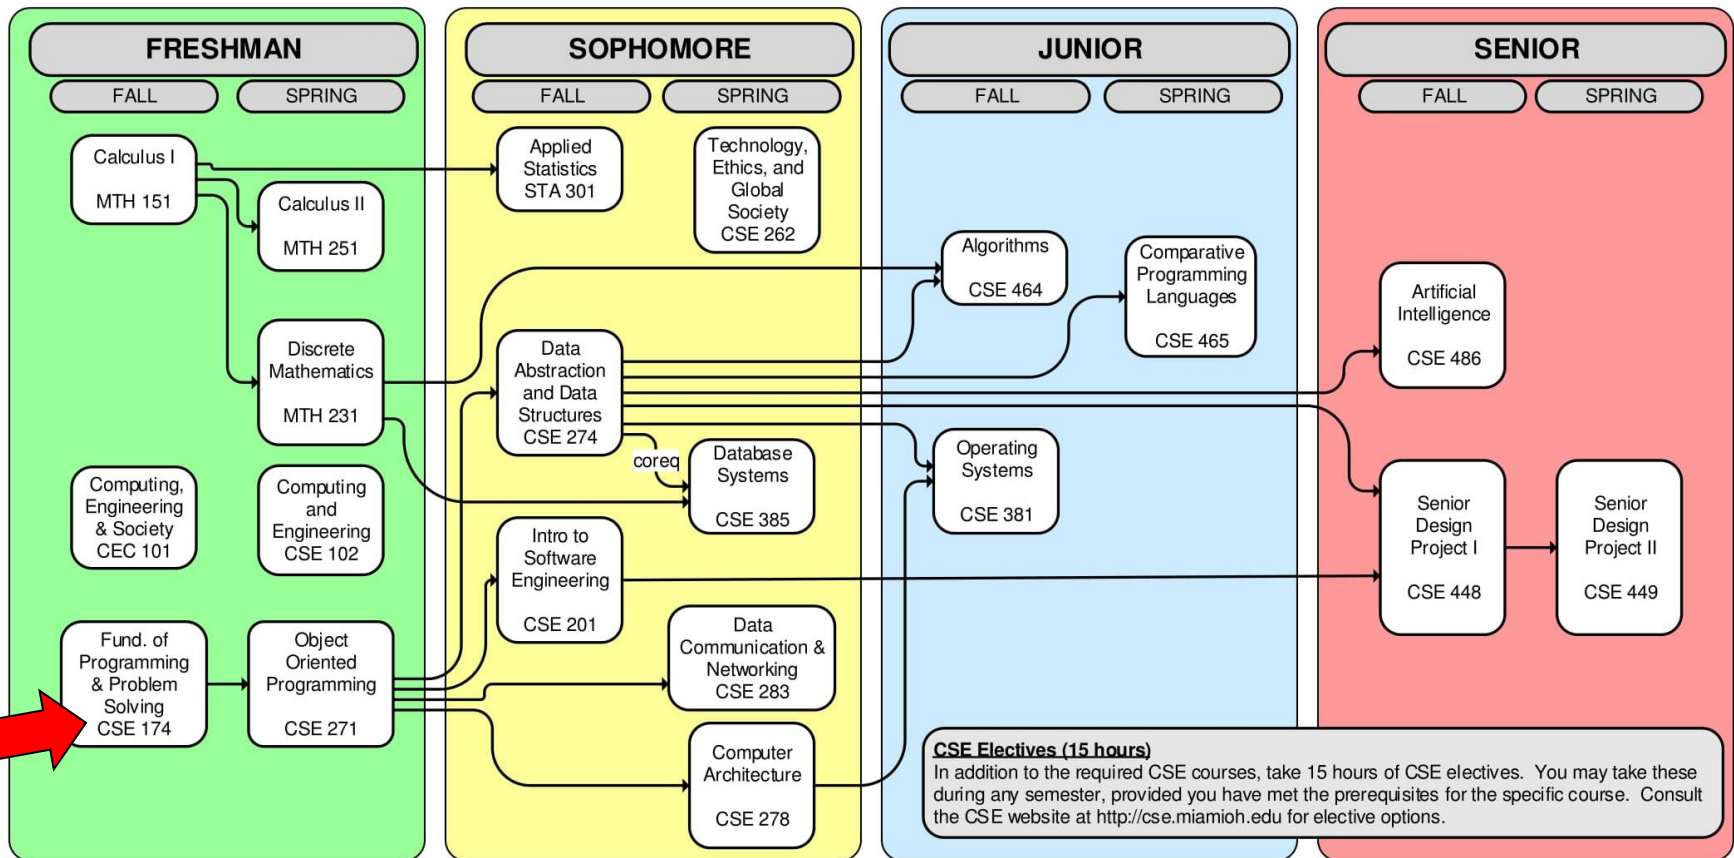 FRESHMAN
FALL
SPRING
Calculus I
MTH 151
Calculus II
MTH 251
Discrete
Mathematics
MTH 231
Computing,
Engineering
& Society
CEC 101
Computing
and
Engineering
CSE 102
Fund. of
Programming
& Problem
Solving
CSE 174
Object
Oriented
Programming
CSE 271
SOPHOMORE
FALL
SPRING
Applied
Statistics
STA 301
Technology,
Ethics, and
Global
Society
CSE 262
Data
Abstraction
and Data
Structures
CSE 274
coreq
Database
Systems
CSE 385
Intro to
Software
Engineering
CSE 201
Data
Communication &
Networking
CSE 283
Computer
Architecture
CSE 278
JUNIOR
FALL
SPRING
Algorithms
CSE 464
Comparative
Programming
Languages
CSE 465
Operating
Systems
CSE 381
SENIOR
FALL
SPRING
Artificial
Intelligence
CSE 486
Senior
Design
Project I
CSE 448
Senior
Design
Project II
CSE 449
CSE Electives (15 hours)
In addition to the required CSE courses, take 15 hours of CSE electives. You may take these
during any semester, provided you have met the prerequisites for the specific course. Consult
the CSE website at http://cse.miamioh.edu for elective options.